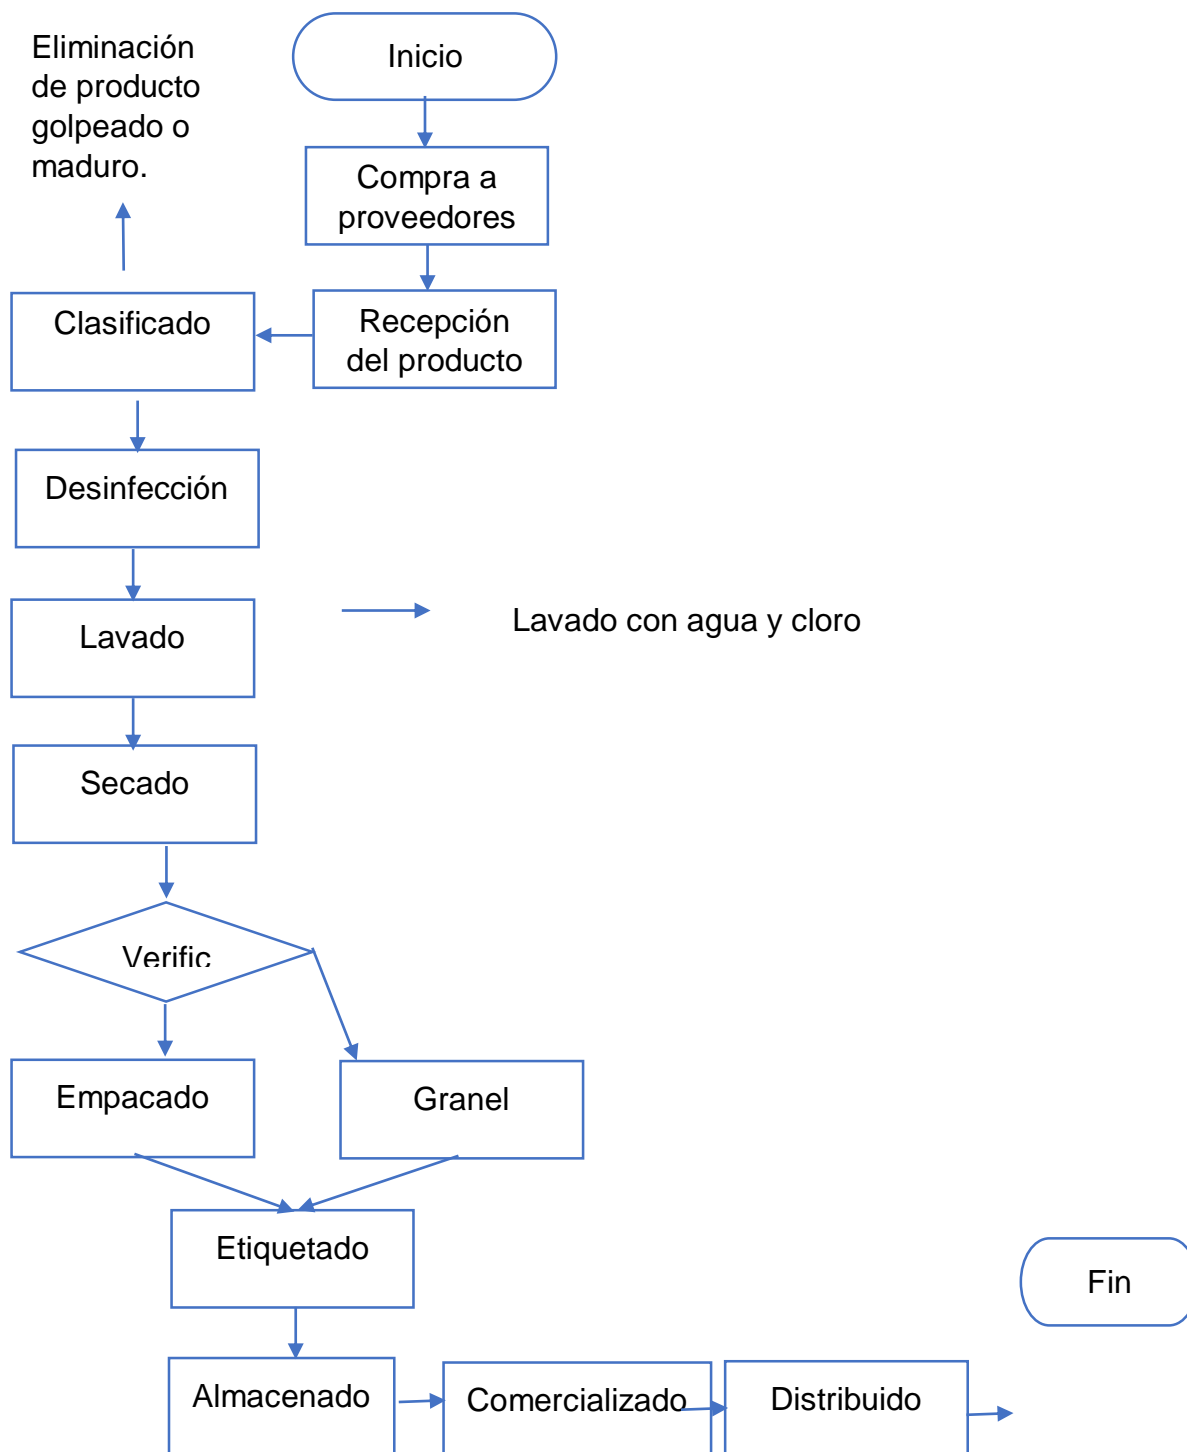 Inicio
Eliminación
de producto
golpeado o
maduro.
Compra a
proveedores
Recepción
del producto
Clasificado
Desinfección
Lavado
Lavado con agua y cloro
Secado
Verific
Empacado
Granel
Etiquetado
Fin
Almacenado
Comercializado
Distribuido